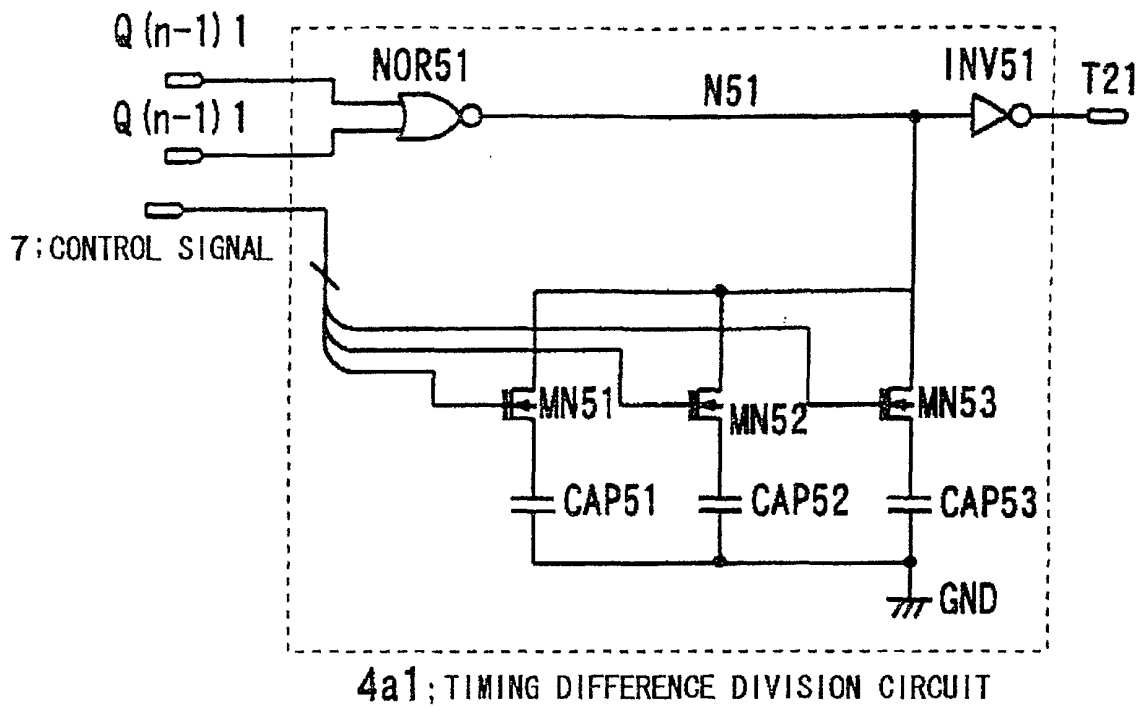 Q(n-1)1
NOR51
N51
INV51
T21
Q(n-1)1
7;CONTROL SIGNAL
MN51
MN52
MN53
CAP51
CAP52
CAP53
GND
4a1;TIMING DIFFERENCE DIVISION CIRCUIT